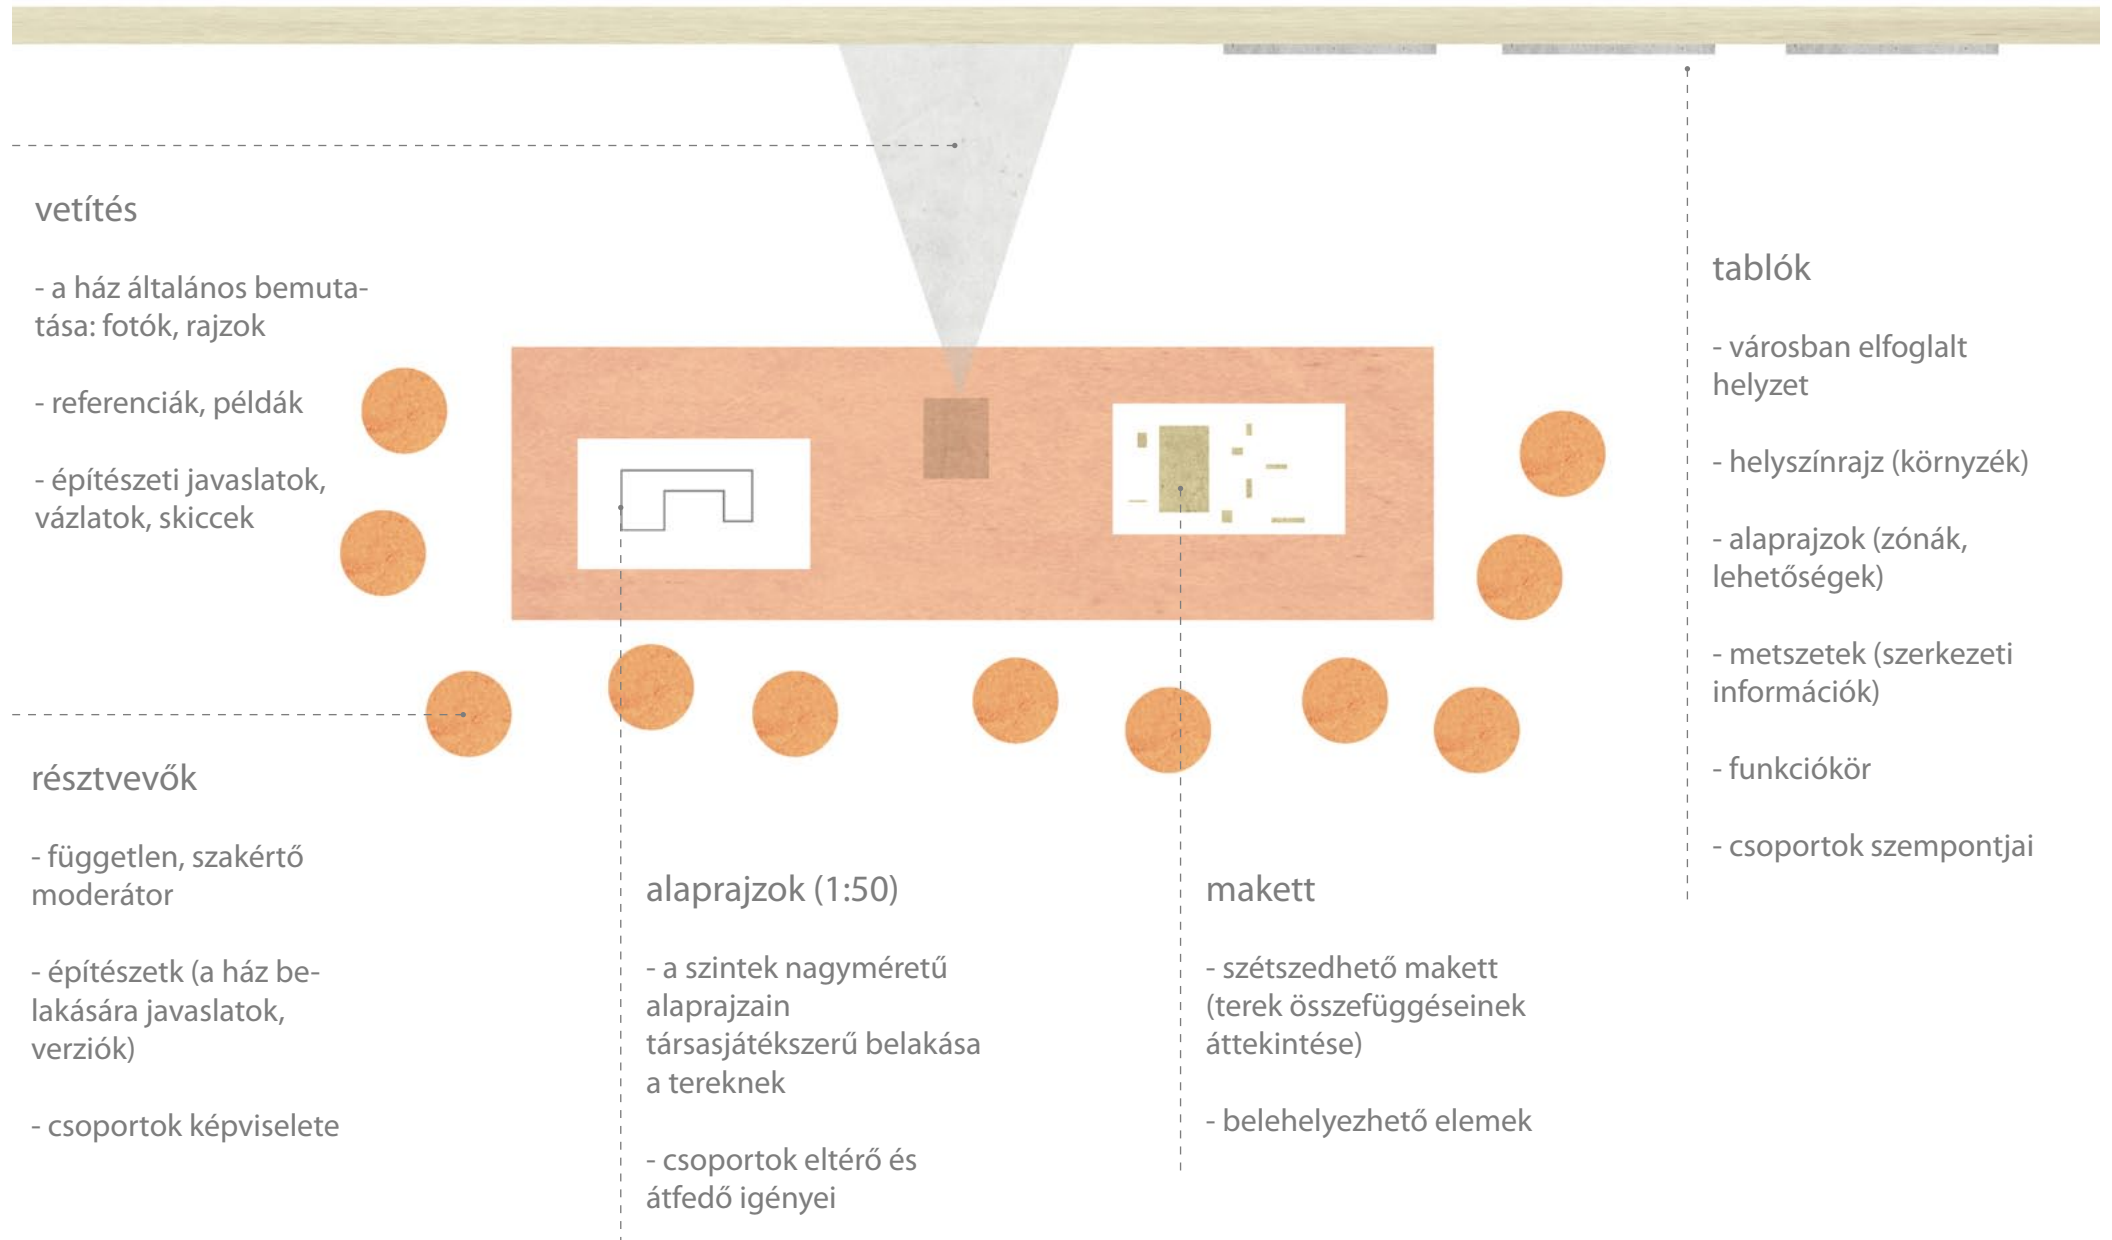 vetítés
- a ház általános bemuta-
tása: fotók, rajzok
- referenciák, példák
- építészeti javaslatok,
vázlatok, skiccek
résztvevők
- független, szakértő
moderátor
- építészetk (a ház be-
lakására javaslatok,
verziók)
- csoportok képviselete
alaprajzok (1:50)
- a szintek nagyméretű
alaprajzain
társasjátékszerű belakása
a tereknek
- csoportok eltérő és
átfedő igényei
makett
- szétszedhető makett
(terek összefüggéseinek
áttekintése)
- belehelyezhető elemek
tablók
- városban elfoglalt
helyzet
- helyszínrajz (környzék)
- alaprajzok (zónák,
lehetőségek)
- metszetek (szerkezeti
információk)
- funkciókör
- csoportok szempontjai